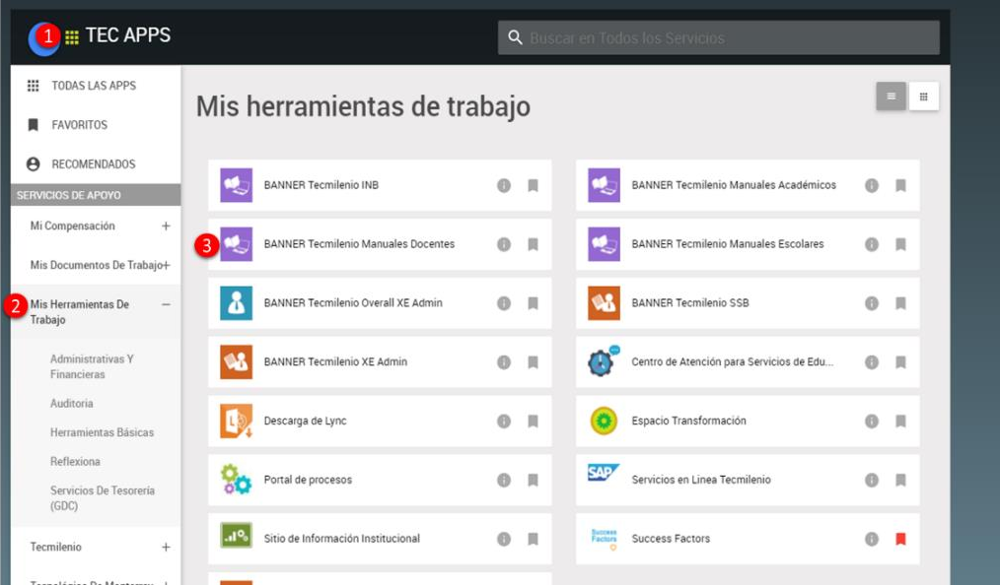 1 TEC APPS
Buscar en Todos los Servicios
TODAS LAS APPS
FAVORITOS
RECOMENDADOS
SERVICIOS DE APOYO
Mi Compensación +
Mis Documentos De Trabajo+
2 Mis Herramientas De –
Trabajo
Administrativas Y
Financieras
Auditoria
Herramientas Básicas
Reflexiona
Servicios De Tesorería
(GDC)
Tecmilenio +
Tecnológico De Monterrey +
Mis herramientas de trabajo
BANNER Tecmilenio INB
BANNER Tecmilenio Manuales Académicos
3 BANNER Tecmilenio Manuales Docentes
BANNER Tecmilenio Manuales Escolares
BANNER Tecmilenio Overall XE Admin
BANNER Tecmilenio SSB
BANNER Tecmilenio XE Admin
Centro de Atención para Servicios de Edu...
Descarga de Lync
Espacio Transformación
Portal de procesos
SAP Servicios en Linea Tecmilenio
Sitio de Información Institucional
Success
Factors
Success Factors